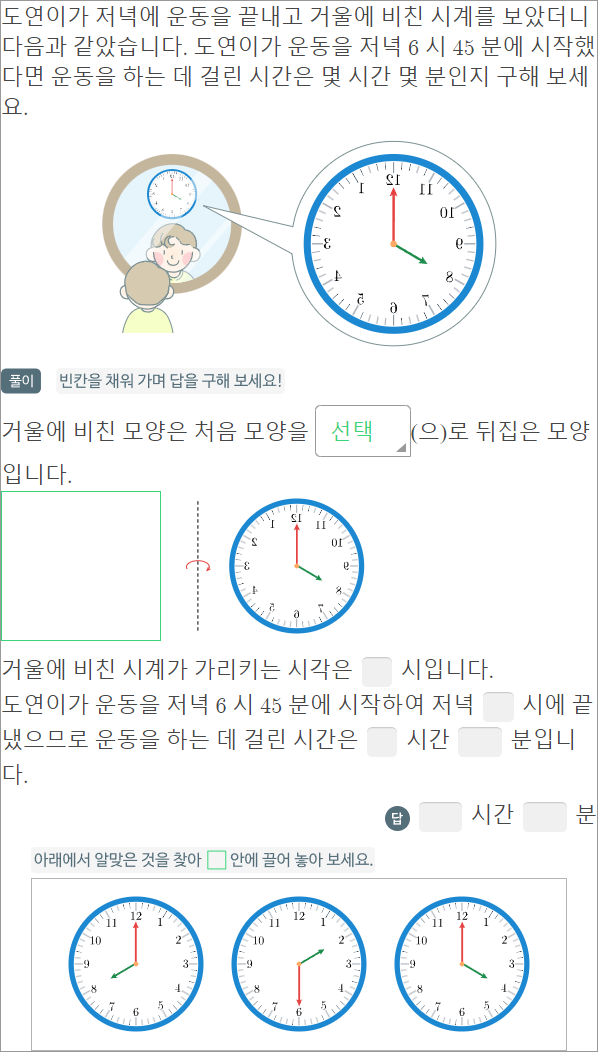 도연이가 저녁에 운동을 끝내고 거울에 비친 시계를 보았더니
다음과 같았습니다. 도연이가 운동을 저녁 6 시 45 분에 시작했
다면 운동을 하는 데 걸린 시간은 몇 시간 몇 분인지 구해 보세
요.
12
1 11
2 10
3 9
4 8
5 7
6
풀이 빈칸을 채워 가며 답을 구해 보세요!
거울에 비친 모양은 처음 모양을 선택 (으)로 뒤집은 모양
입니다.
12
1 11
2 10
3 9
4 8
5 7
6
거울에 비친 시계가 가리키는 시각은 시입니다.
도연이가 운동을 저녁 6 시 45 분에 시작하여 저녁 시에 끝
냈으므로 운동을 하는 데 걸린 시간은 시간 분입니
다.
답 시간 분
아래에서 알맞은 것을 찾아 안에 끌어 놓아 보세요.
12 12 12
11 1 11 1 11 1
10 2 10 2 10 2
9 3 9 3 9 3
8 4 8 4 8 4
7 5 7 5 7 5
6 6 6